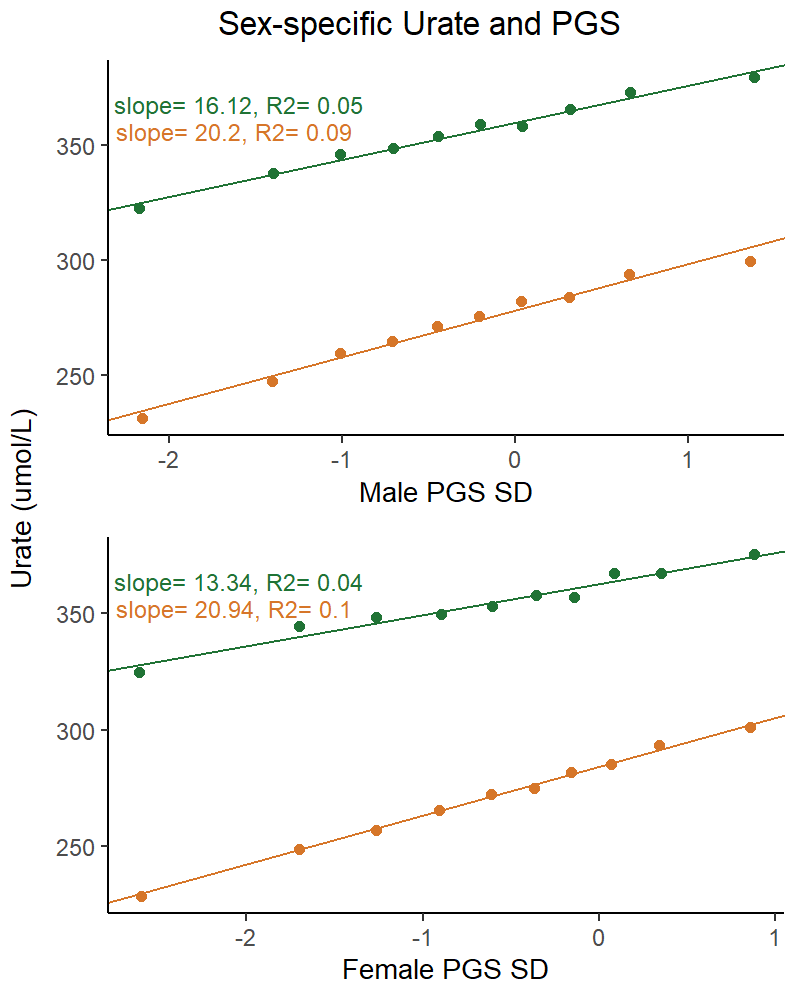 Sex-specific Urate and PGS
Urate (umol/L)
slope= 16.12, R2= 0.05
slope= 20.2, R2= 0.09
350
300
250
-2 -1 0 1
Male PGS SD
slope= 13.34, R2= 0.04
slope= 20.94, R2= 0.1
350
300
250
-2 -1 0 1
Female PGS SD